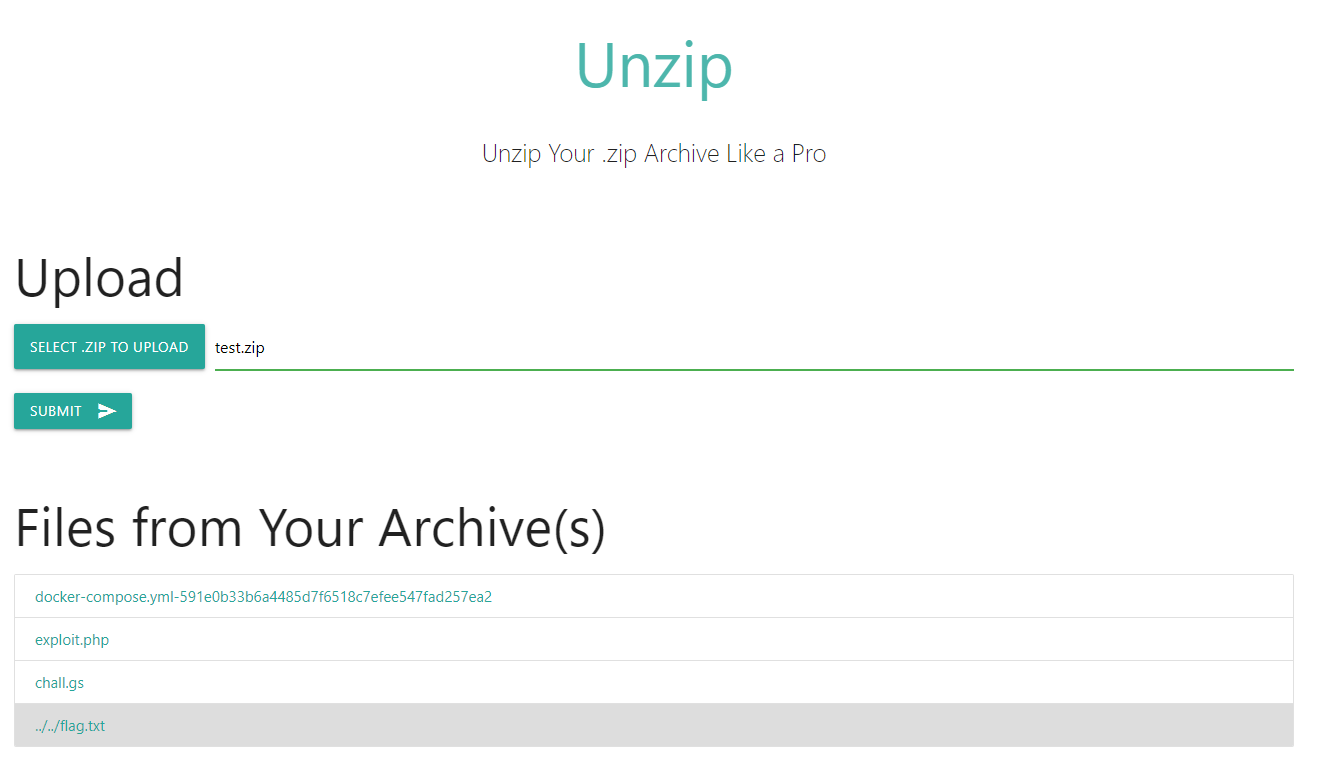 Unzip
Unzip Your .zip Archive Like a Pro
Upload
SELECT .ZIP TO UPLOAD test.zip
SUBMIT
Files from Your Archive(s)
docker-compose.yml-591e0b33b6a4485d7f6518c7efee547fad257ea2
exploit.php
chall.gs
../../flag.txt